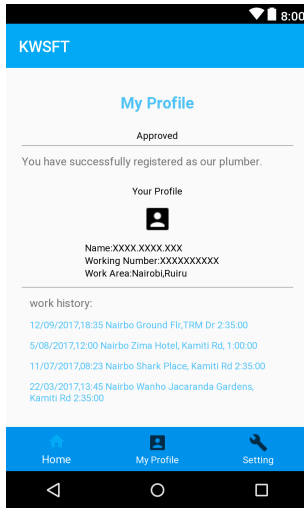 8:00
KWSFT
My Profile
Approved
You have successfully registered as our plumber.
Your Profile
Name:XXXX.XXXX.XXX
Working Number:XXXXXXXXXX
Work Area:Nairobi,Ruiru
work history:
12/09/2017,18:35 Nairbo Ground Flr,TRM Dr 2:35:00
5/08/2017,12:00 Nairbo Zima Hotel, Kamiti Rd, 1:00:00
11/07/2017,08:23 Nairbo Shark Place, Kamiti Rd 2:35:00
22/03/2017,13:45 Nairbo Wanho Jacaranda Gardens,
Kamiti Rd 2:35:00
Home
My Profile
Setting